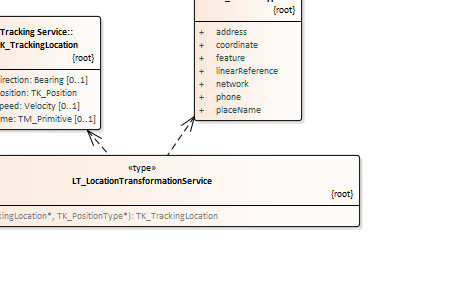 Tracking Service::
K_TrackingLocation
{root}
irection: Bearing [0..1]
osition: TK_Position
peed: Velocity [0..1]
me: TM_Primitive [0..1]
{root}
+ address
+ coordinate
+ feature
+ linearReference
+ network
+ phone
+ placeName
«type»
LT_LocationTransformationService
{root}
kingLocation*, TK_PositionType*): TK_TrackingLocation